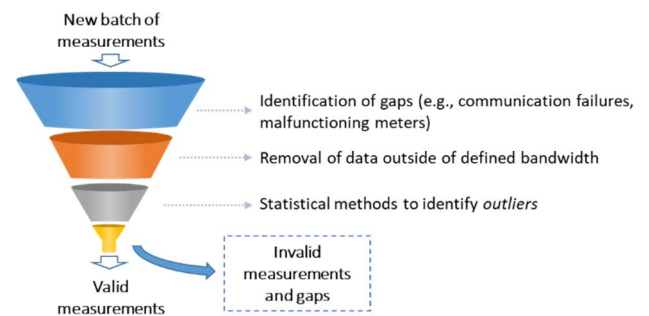 New batch of
measurements
Identification of gaps (e.g., communication failures,
malfunctioning meters)
Removal of data outside of defined bandwidth
Statistical methods to identify outliers
Invalid
measurements
and gaps
Valid
measurements